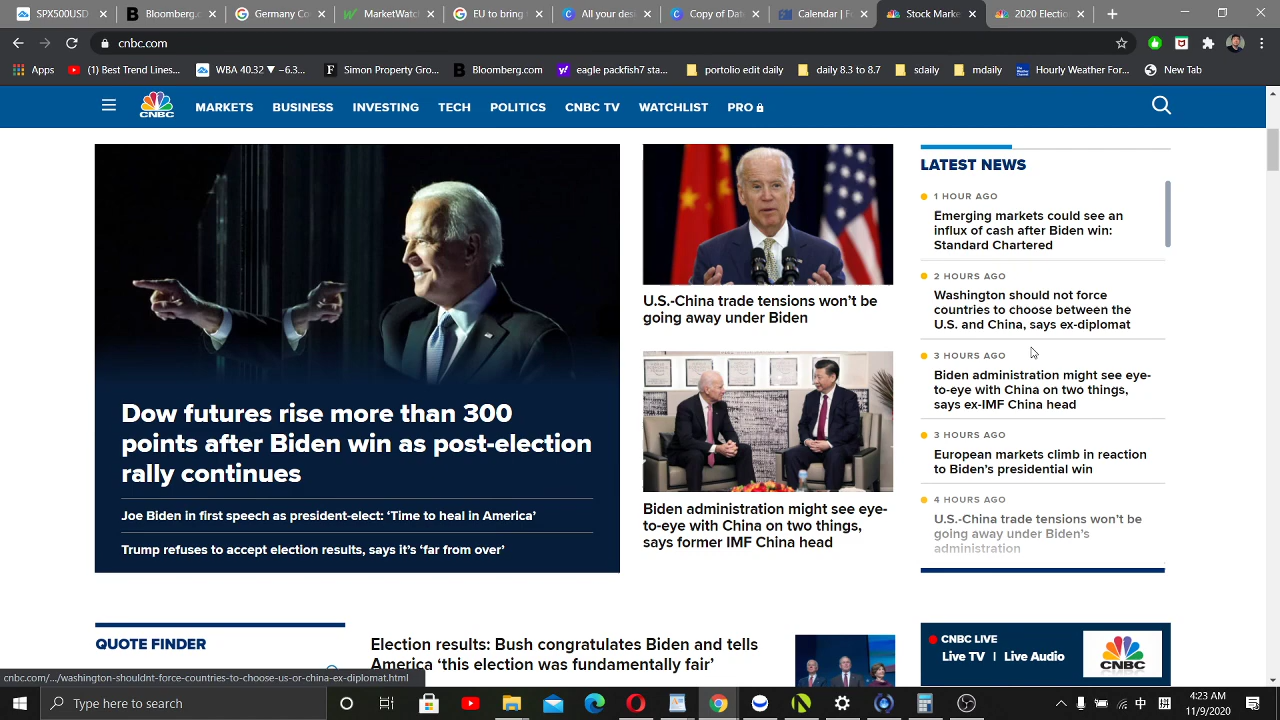 SPX500USD
Bloomberg.c
Germany Co
MarketWatc
EU to bring
All your desi
Copy of Date
Calendar | F
Stock Marke
2020 Electio
cnbc.com
Apps
(1) Best Trend Lines...
WBA 40.32 ▼ −6.3...
Simon Property Gro...
Bloomberg.com
eagle packfish7 sta...
portolio edit daily
daily 8.3 to 8.7
sdaily
mdaily
Hourly Weather For...
New Tab
CNBC
MARKETS
BUSINESS
INVESTING
TECH
POLITICS
CNBC TV
WATCHLIST
PRO
Dow futures rise more than 300
points after Biden win as post-election
rally continues
Joe Biden in first speech as president-elect: ‘Time to heal in America’
Trump refuses to accept election results, says it’s ‘far from over’
U.S.-China trade tensions won’t be
going away under Biden
Biden administration might see eye-
to-eye with China on two things,
says former IMF China head
LATEST NEWS
1 HOUR AGO
Emerging markets could see an
influx of cash after Biden win:
Standard Chartered
2 HOURS AGO
Washington should not force
countries to choose between the
U.S. and China, says ex-diplomat
3 HOURS AGO
Biden administration might see eye-
to-eye with China on two things,
says ex-IMF China head
3 HOURS AGO
European markets climb in reaction
to Biden’s presidential win
4 HOURS AGO
U.S.-China trade tensions won’t be
going away under Biden’s
administration
QUOTE FINDER
Election results: Bush congratulates Biden and tells
America ‘this election was fundamentally fair’
CNBC LIVE
Live TV | Live Audio
CNBC
cnbc.com/.../washington-shouldnt-force-countries-to-choose-us-or-china-ex-diplomat.html
Type here to search
中
拼
4:23 AM
11/9/2020